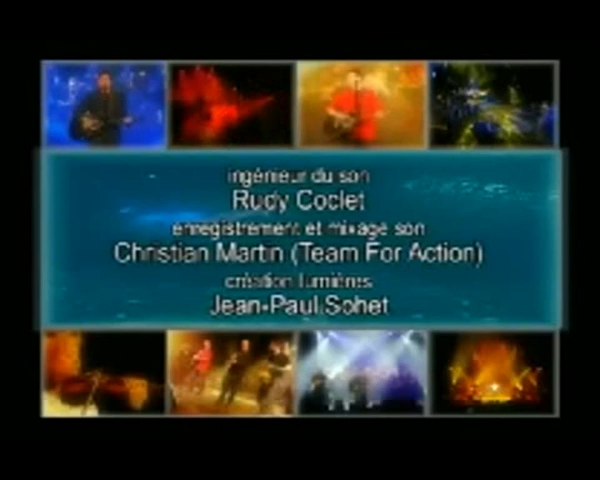 ingénieur du son
Rudy Coclet
enregistrement et mixage son
Christian Martin (Team For Action)
création lumières
Jean-Paul Sohet